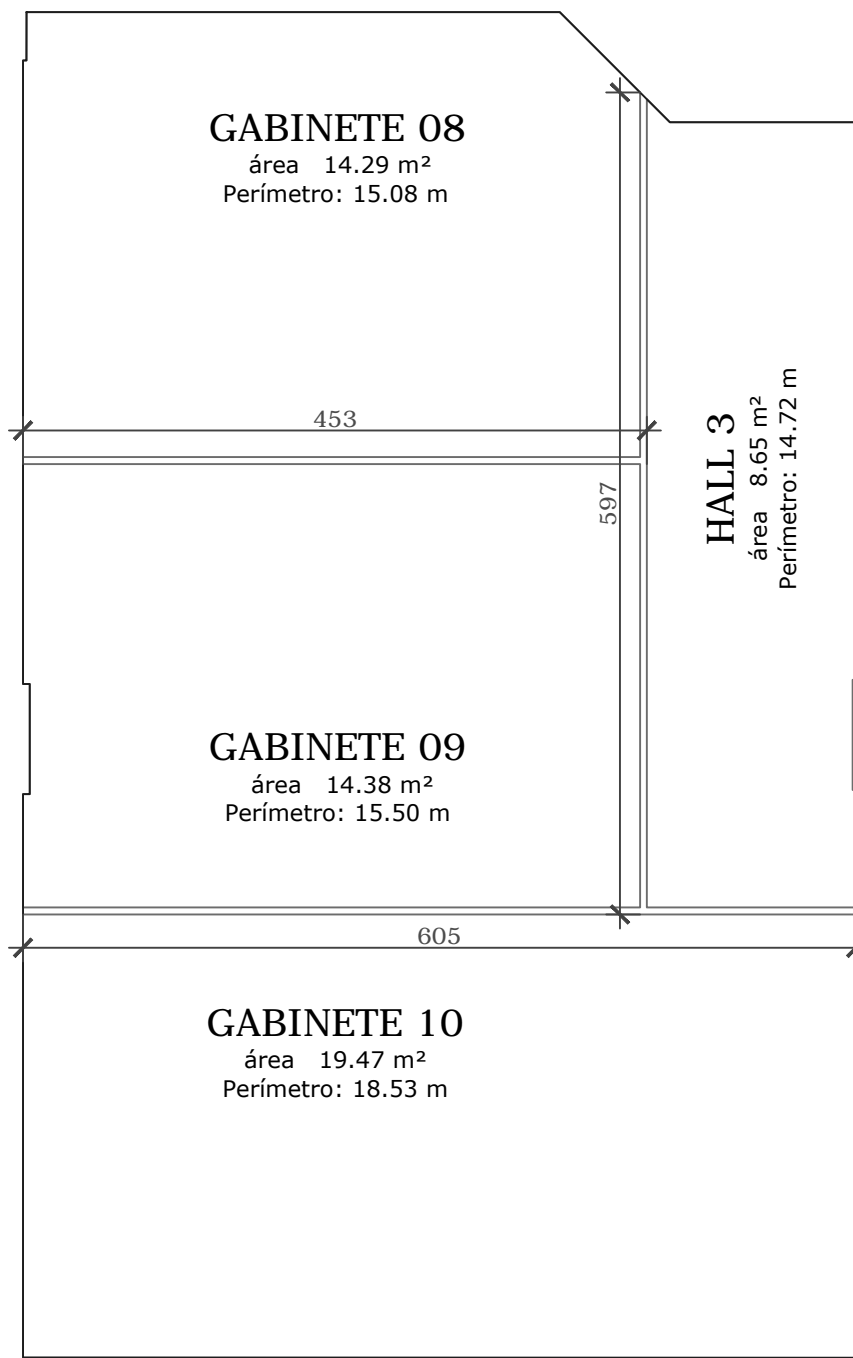 GABINETE 08
área 14.29 m²
Perímetro: 15.08 m
453
597
HALL 3
área 8.65 m²
Perímetro: 14.72 m
GABINETE 09
área 14.38 m²
Perímetro: 15.50 m
605
GABINETE 10
área 19.47 m²
Perímetro: 18.53 m